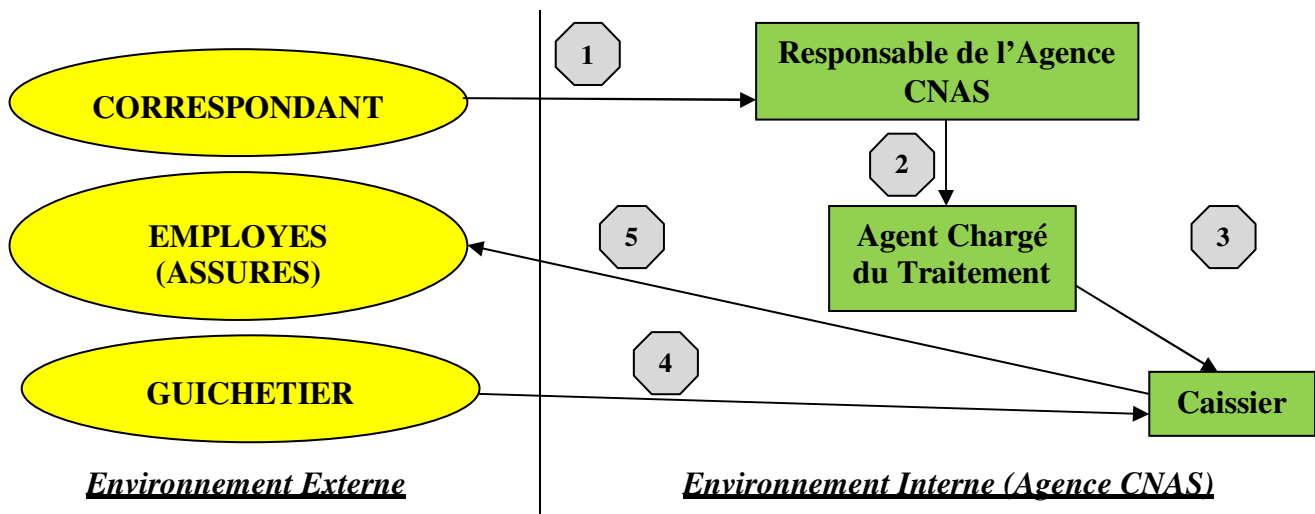 1
Responsable de l’Agence
CNAS
CORRESPONDANT
2
EMPLOYES
(ASSURES)
5
Agent Chargé
du Traitement
3
4
GUICHETIER
Caissier
Environnement Externe
Environnement Interne (Agence CNAS)